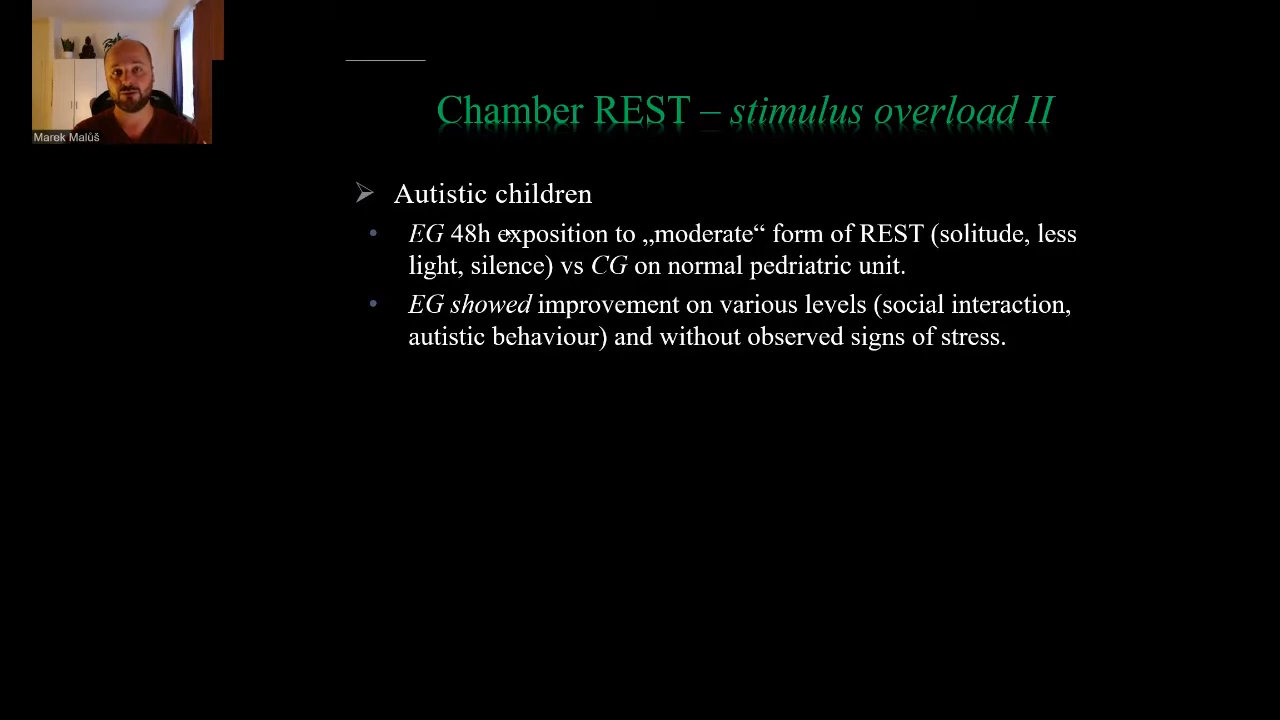 Marek Malůš
Chamber REST – stimulus overload II
Autistic children
EG 48h exposition to „moderate“ form of REST (solitude, less
light, silence) vs CG on normal pedriatric unit.
EG showed improvement on various levels (social interaction,
autistic behaviour) and without observed signs of stress.